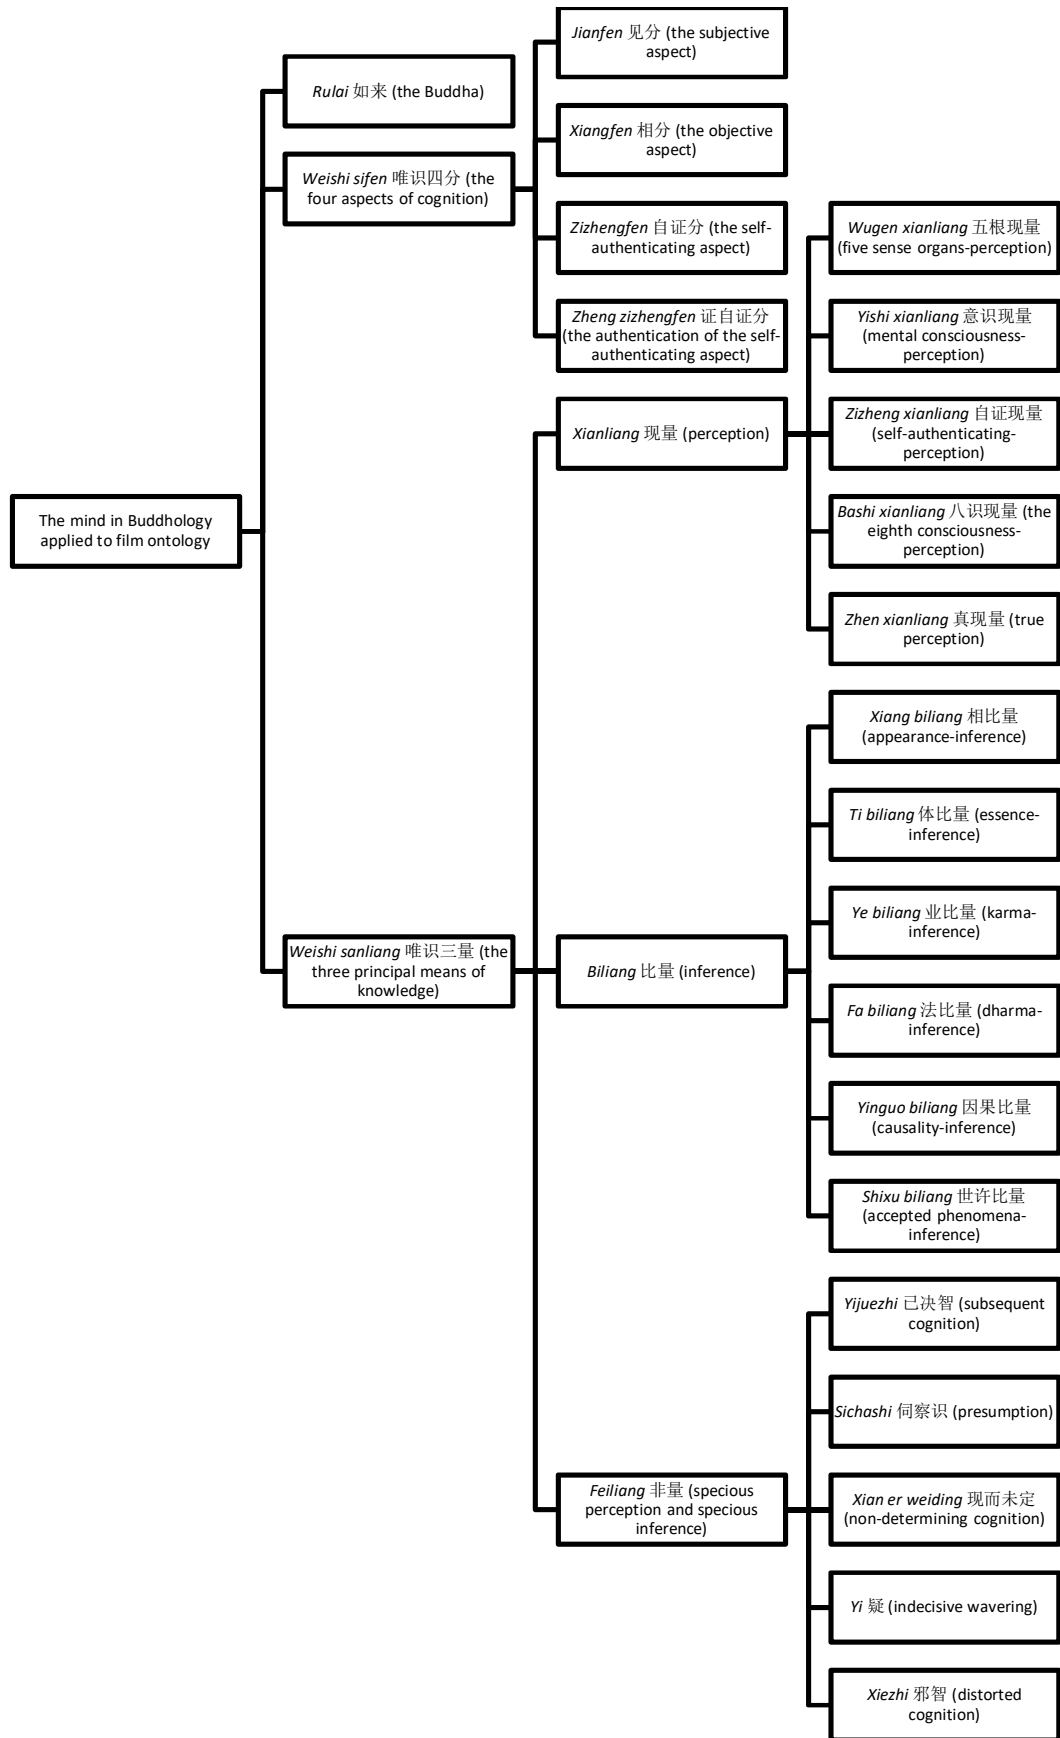 Jianfen 见分 (the subjective
aspect)
Rulai 如来 (the Buddha)
Xiangfen 相分 (the objective
aspect)
Weishi sifen 唯识四分 (the
four aspects of cognition)
Zizhengfen 自证分 (the self-
authenticating aspect)
Wugen xianliang 五根现量
(five sense organs-perception)
Zheng zizhengfen 证自证分
(the authentication of the self-
authenticating aspect)
Yishi xianliang 意识现量
(mental consciousness-
perception)
Xianliang 现量 (perception)
Zizheng xianliang 自证现量
(self-authenticating-
perception)
The mind in Buddhology
applied to film ontology
Bashi xianliang 八识现量 (the
eighth consciousness-
perception)
Zhen xianliang 真现量 (true
perception)
Xiang biliang 相比量
(appearance-inference)
Ti biliang 体比量 (essence-
inference)
Weishi sanliang 唯识三量 (the
three principal means of
knowledge)
Biliang 比量 (inference)
Ye biliang 业比量 (karma-
inference)
Fa biliang 法比量 (dharma-
inference)
Yinguo biliang 因果比量
(causality-inference)
Shixu biliang 世许比量
(accepted phenomena-
inference)
Yijuezhi 已决智 (subsequent
cognition)
Sichashi 伺察识 (presumption)
Feiliang 非量 (specious
perception and specious
inference)
Xian er weiding 现而未定
(non-determining cognition)
Yi 疑 (indecisive wavering)
Xiezhi 邪智 (distorted
cognition)